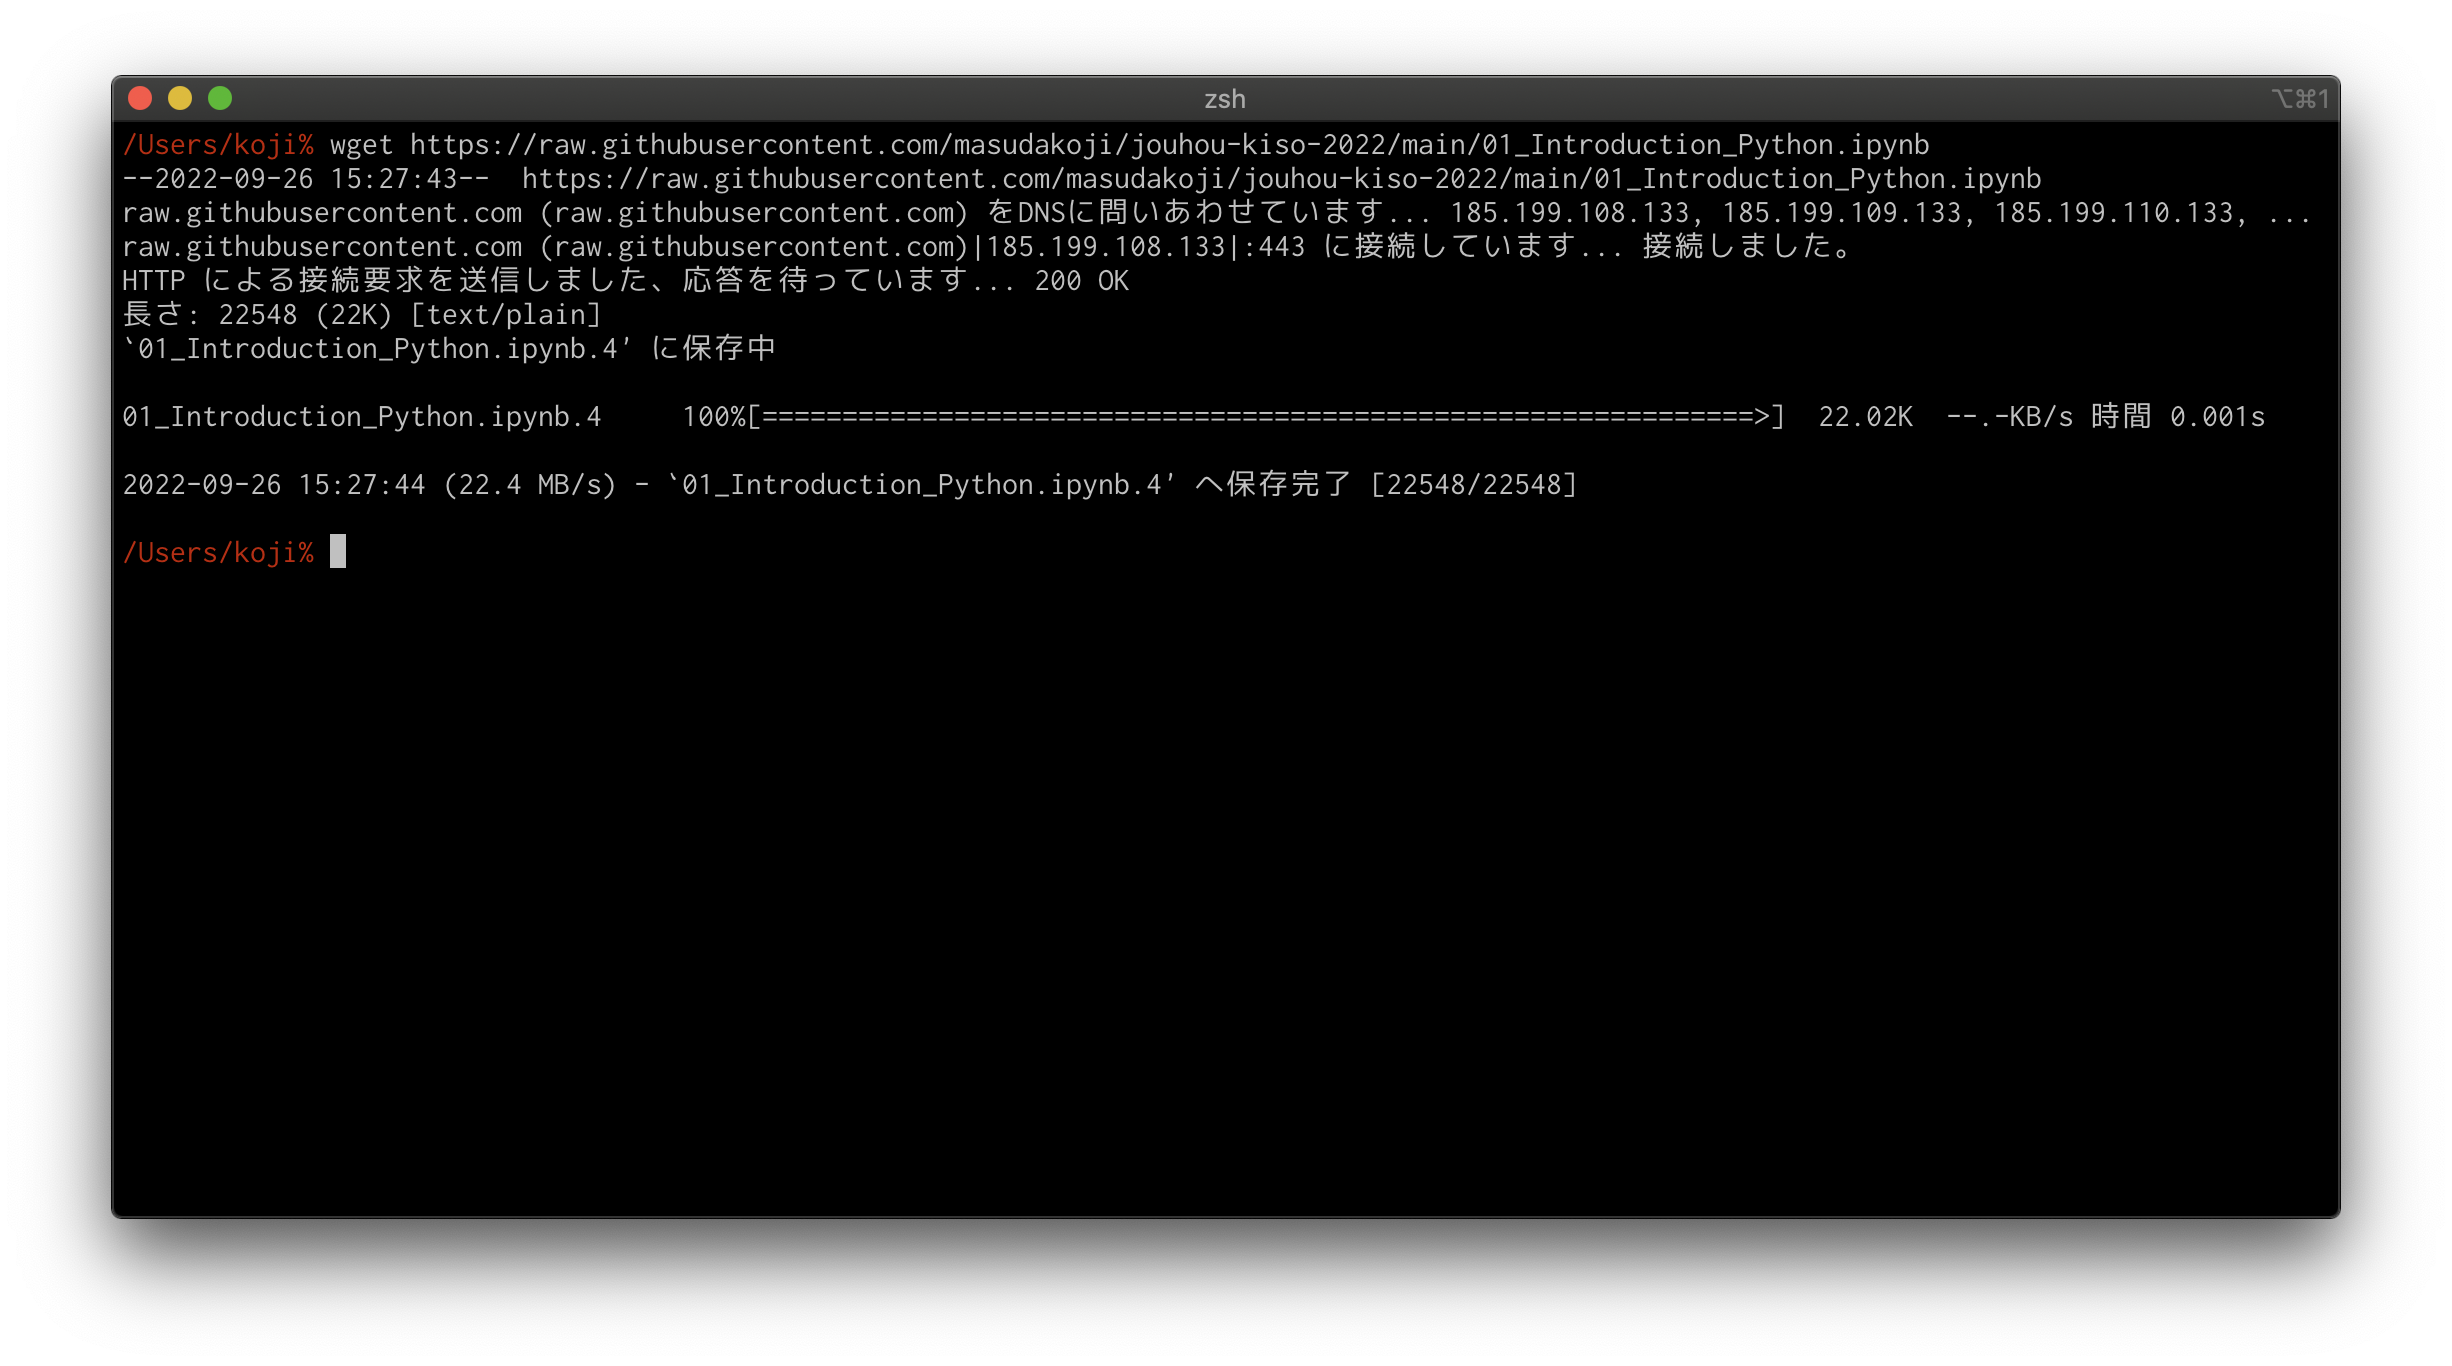 zsh
⌥⌘1
/Users/koji% wget https://raw.githubusercontent.com/masudakoji/jouhou-kiso-2022/main/01_Introduction_Python.ipynb
--2022-09-26 15:27:43--  https://raw.githubusercontent.com/masudakoji/jouhou-kiso-2022/main/01_Introduction_Python.ipynb
raw.githubusercontent.com (raw.githubusercontent.com) をDNSに問いあわせています... 185.199.108.133, 185.199.109.133, 185.199.110.133, ...
raw.githubusercontent.com (raw.githubusercontent.com)|185.199.108.133|:443 に接続しています... 接続しました。
HTTP による接続要求を送信しました、応答を待っています... 200 OK
長さ: 22548 (22K) [text/plain]
`01_Introduction_Python.ipynb.4' に保存中
01_Introduction_Python.ipynb.4     100%[==============================================================>]  22.02K  --.-KB/s 時間 0.001s
2022-09-26 15:27:44 (22.4 MB/s) - `01_Introduction_Python.ipynb.4' へ保存完了 [22548/22548]
/Users/koji%